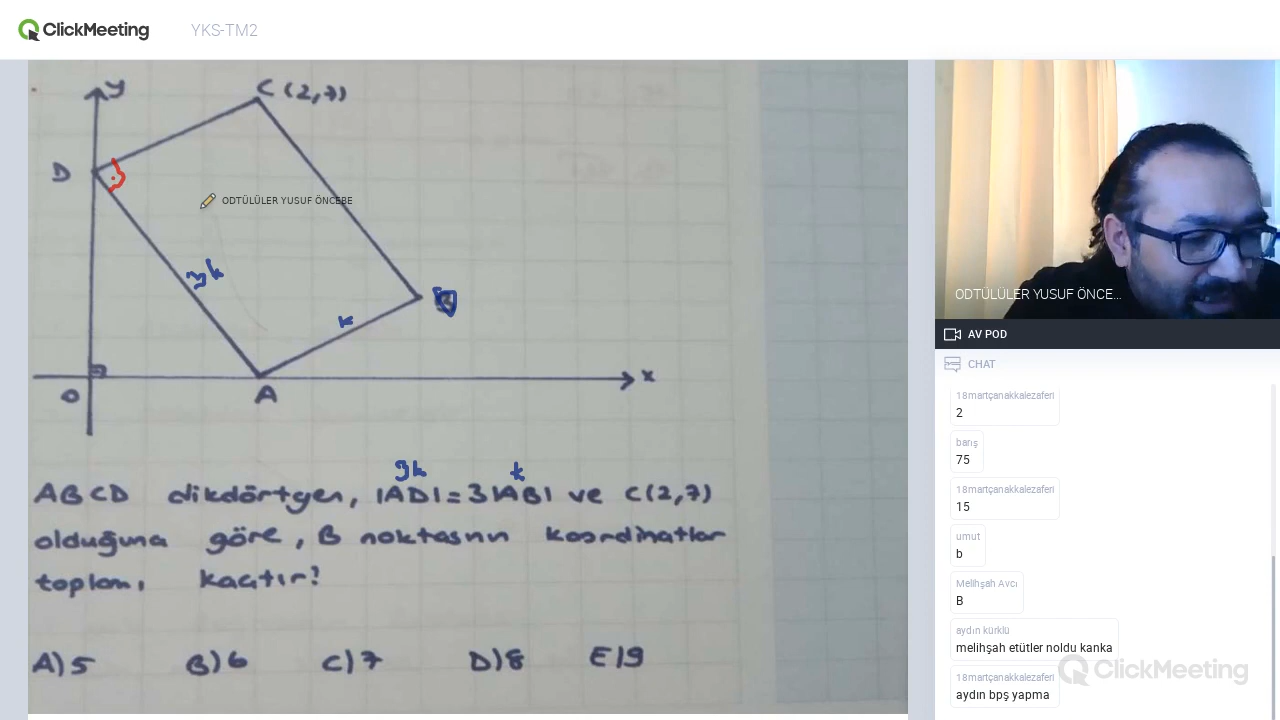 ClickMeeting
YKS-TM2
y
C (2,7)
D
ODTÜLÜLER YUSUF ÖNCEBE
3k
k
B
O
A
x
3k
k
ABCD dikdörtgen, |AD|=3|AB| ve C(2,7)
olduğuna göre, B noktasının koordinatlar
toplamı kaçtır?
A) 5 B) 6 C) 7 D) 8 E) 9
ODTÜLÜLER YUSUF ÖNCE...
AV POD
CHAT
18martçanakkalezaferi
2
barış
75
18martçanakkalezaferi
15
umut
b
Melihşah Avcı
B
aydın kürklü
melihşah etütler noldu kanka
18martçanakkalezaferi
aydın bpş yapma
ClickMeeting